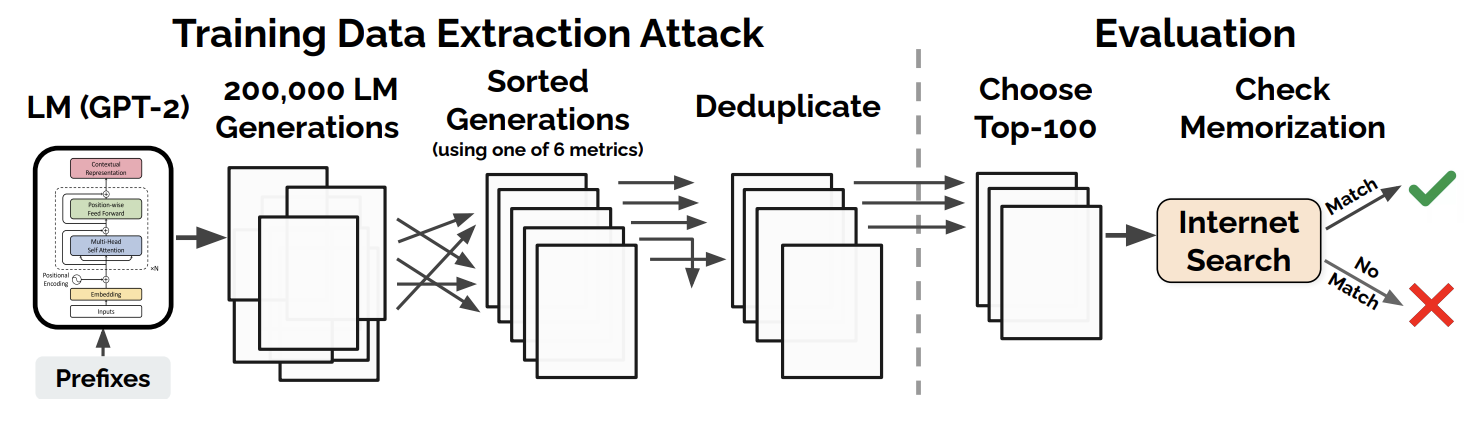 Training Data Extraction Attack
Evaluation
LM (GPT-2)
200,000 LM
Generations
Sorted
Generations
(using one of 6 metrics)
Deduplicate
Choose
Top-100
Check
Memorization
Contextual
Representation
Position-wise
Feed Forward
Multi-Head
Self Attention
×N
Positional
Encoding
Embedding
Inputs
Prefixes
Internet
Search
Match
No
Match